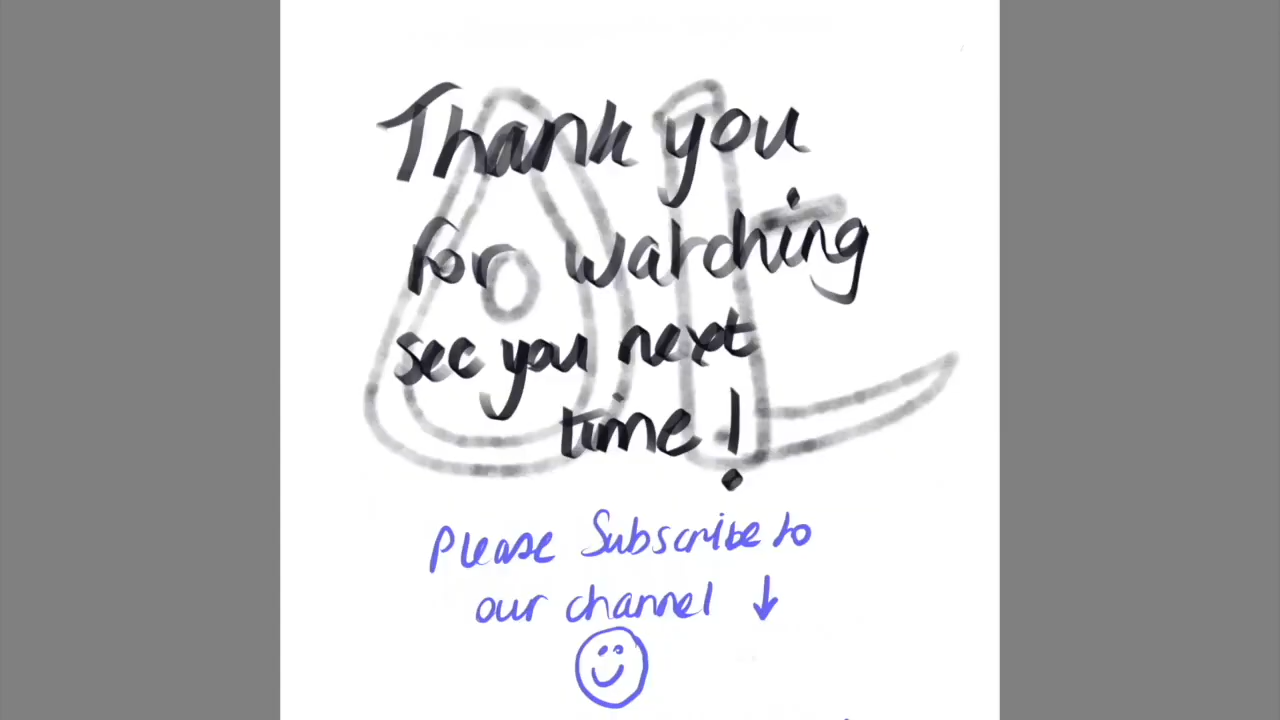 Thank you
for watching
see you next
time!
Please Subscribe to
our channel ↓